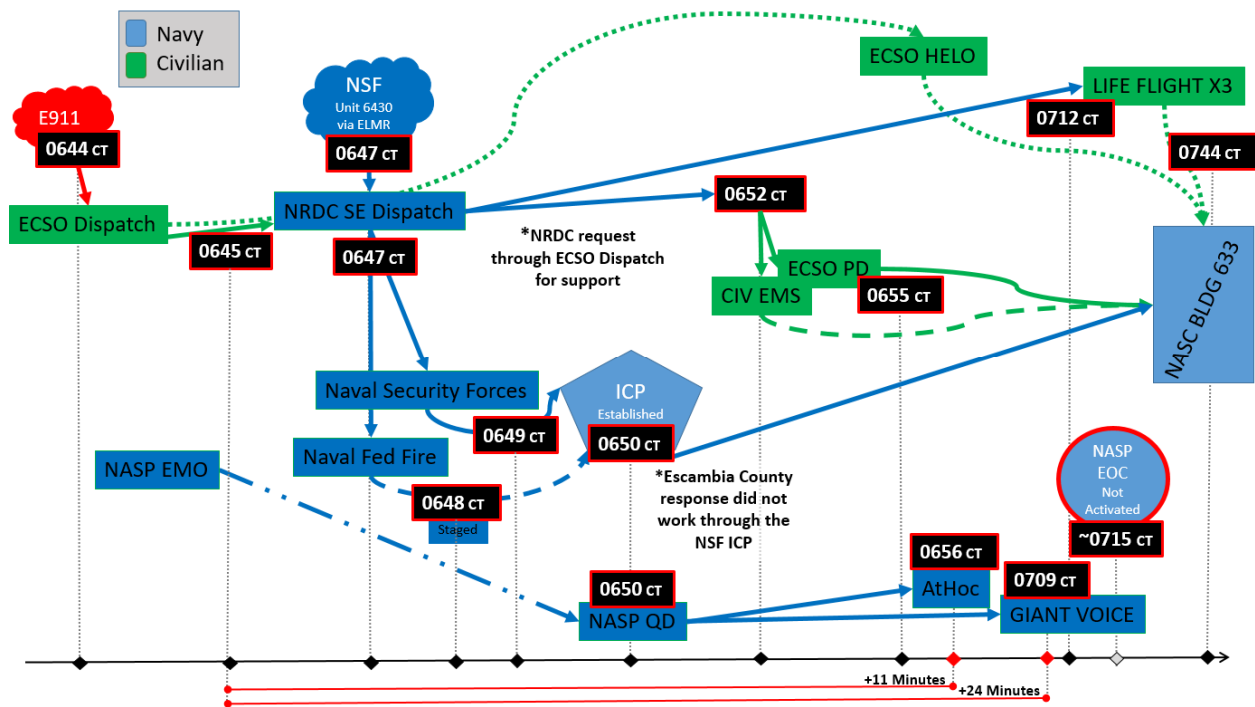 Navy
Civilian
E911
0644 CT
NSF
Unit 6430
via ELMR
0647 CT
ECSO HELO
LIFE FLIGHT X3
0712 CT
0744 CT
ECSO Dispatch
0645 CT
NRDC SE Dispatch
0647 CT
*NRDC request
through ECSO Dispatch
for support
0652 CT
ECSO PD
CIV EMS
0655 CT
NASC BLDG 633
Naval Security Forces
0649 CT
ICP
Established
0650 CT
Naval Fed Fire
0648 CT
Staged
NASP EMO
*Escambia County
response did not
work through the
NSF ICP
NASP
EOC
Not
Activated
~0715 CT
0650 CT
NASP QD
0656 CT
AtHoc
0709 CT
GIANT VOICE
+11 Minutes
+24 Minutes